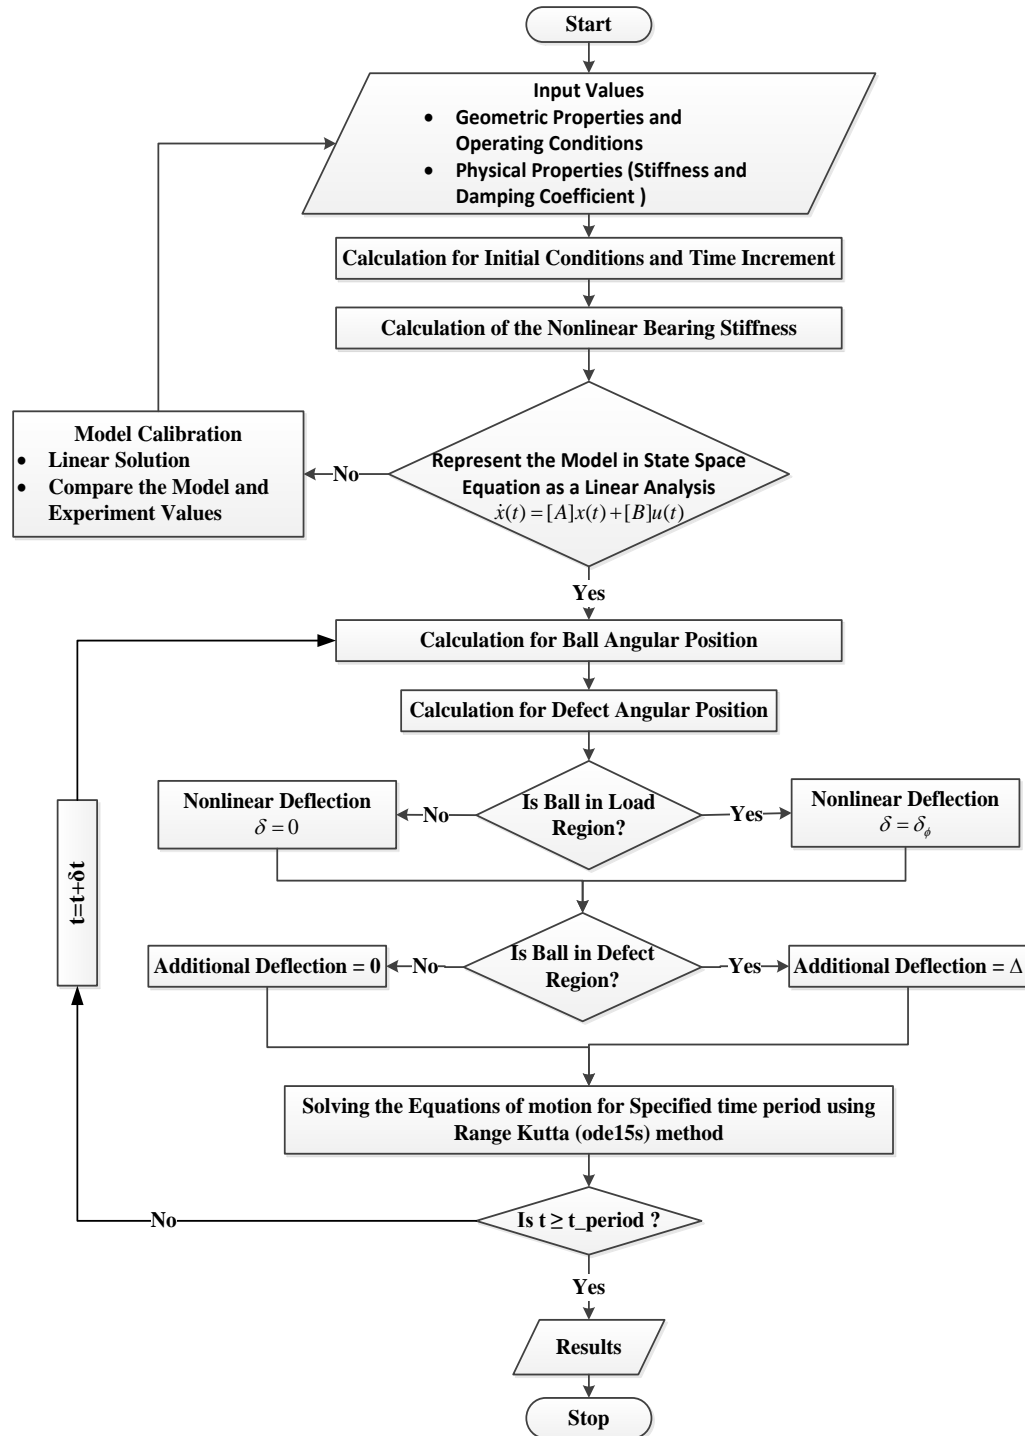 Start
Input Values
• Geometric Properties and
Operating Conditions
• Physical Properties (Stiffness and
Damping Coefficient )
Calculation for Initial Conditions and Time Increment
Calculation of the Nonlinear Bearing Stiffness
Model Calibration
• Linear Solution
• Compare the Model and
Experiment Values
No
Represent the Model in State Space
Equation as a Linear Analysis
ẋ(t) = [A]x(t) + [B]u(t)
Yes
Calculation for Ball Angular Position
Calculation for Defect Angular Position
Nonlinear Deflection
δ = 0
No
Is Ball in Load
Region?
Yes
Nonlinear Deflection
δ = δ_ϕ
t=t+δt
Additional Deflection = 0
No
Is Ball in Defect
Region?
Yes
Additional Deflection = Δ
Solving the Equations of motion for Specified time period using
Range Kutta (ode15s) method
No
Is t ≥ t_period ?
Yes
Results
Stop